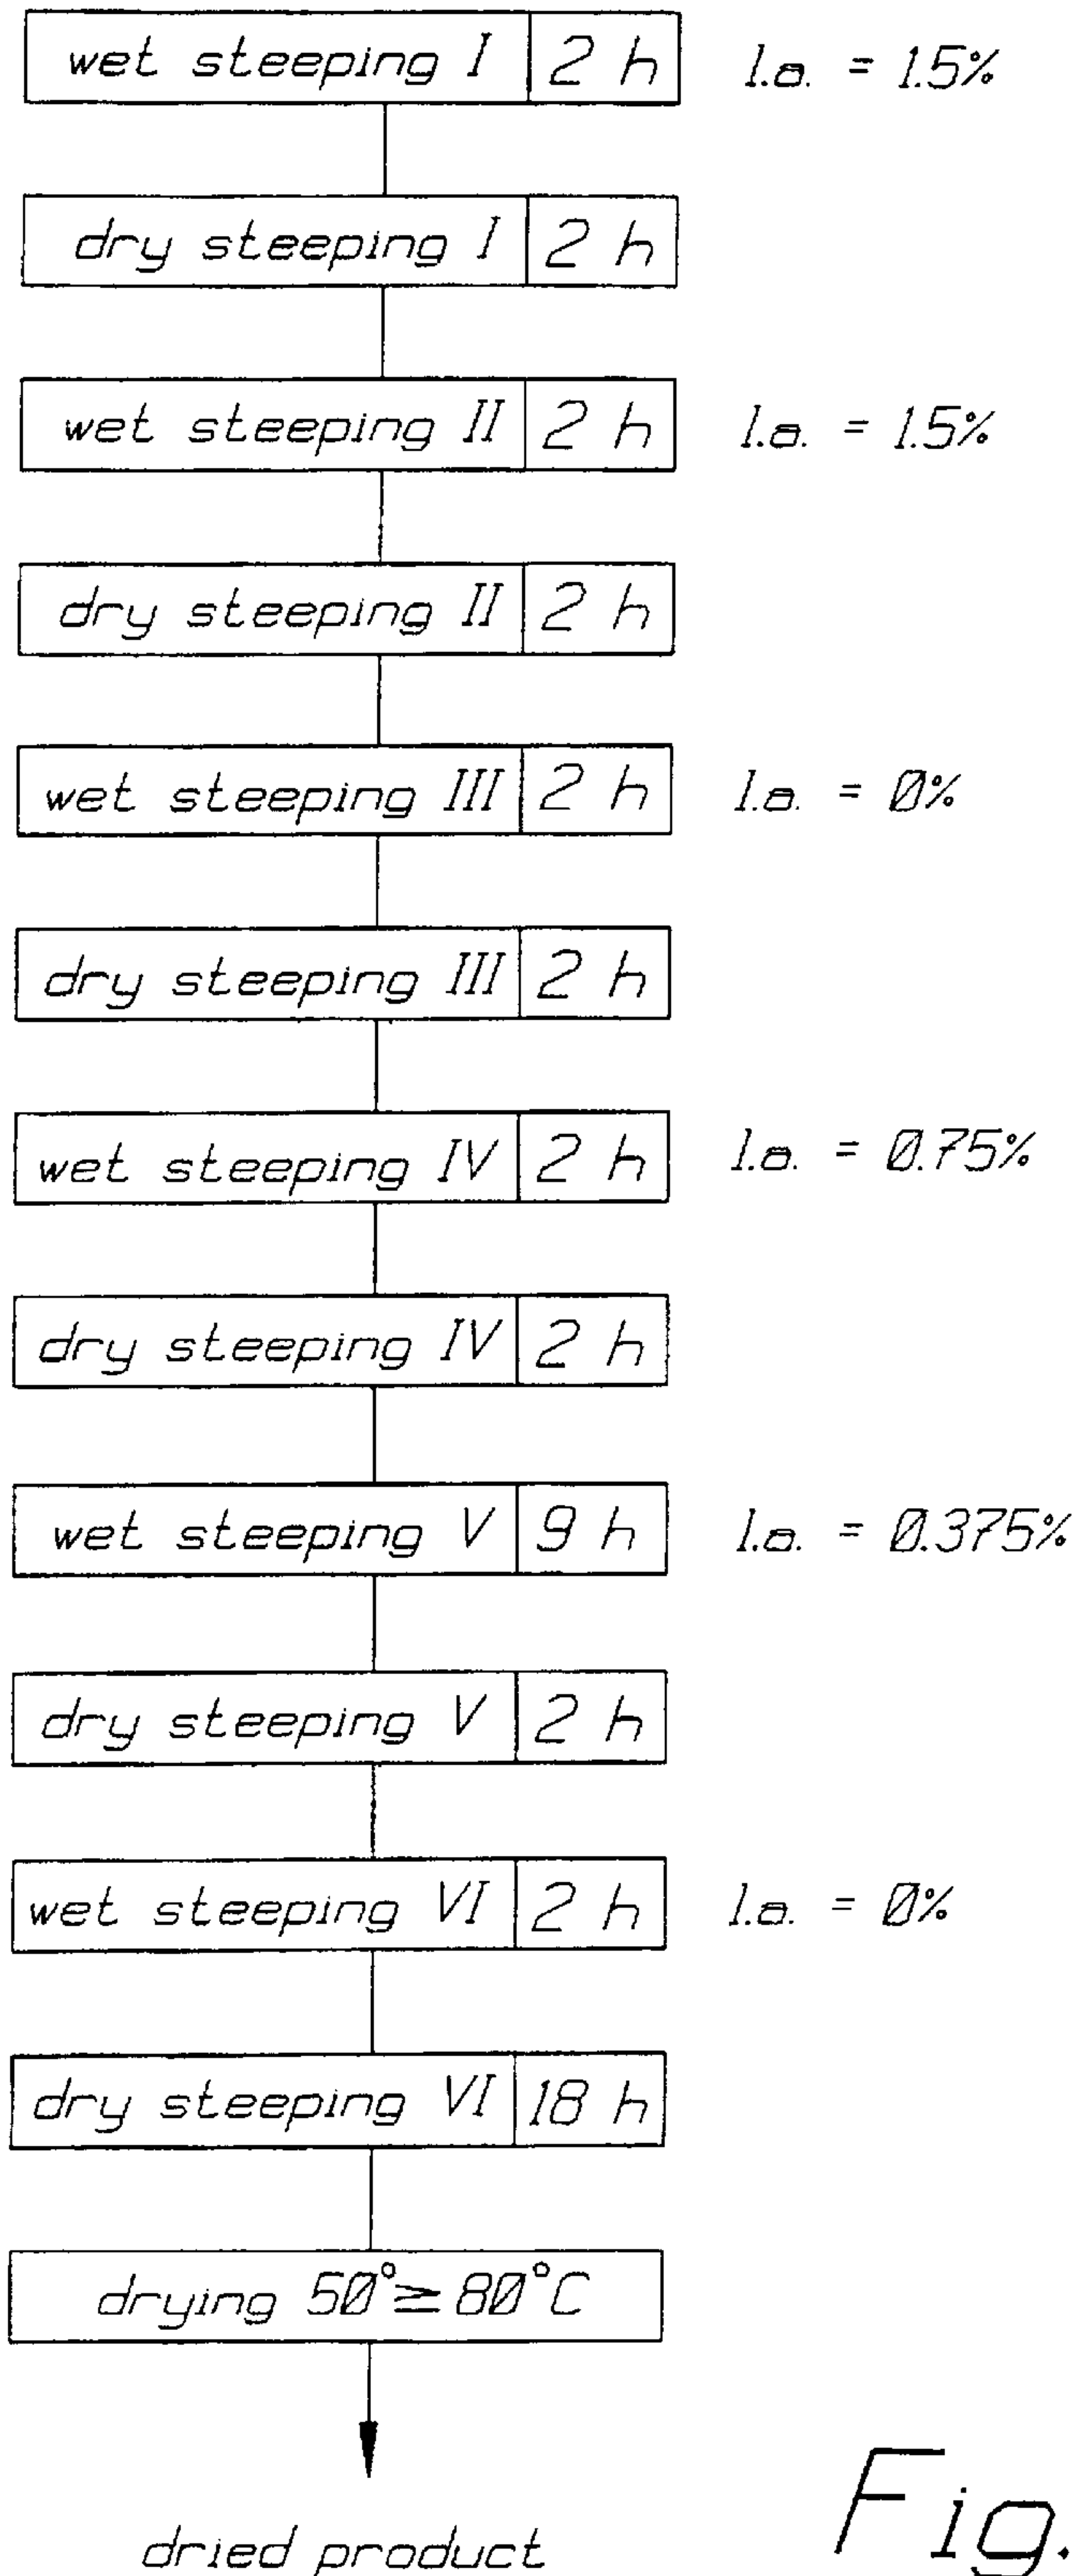 wet steeping I 2 h l.a. = 1.5%
dry steeping I 2 h
wet steeping II 2 h l.a. = 1.5%
dry steeping II 2 h
wet steeping III 2 h l.a. = 0%
dry steeping III 2 h
wet steeping IV 2 h l.a. = 0.75%
dry steeping IV 2 h
wet steeping V 9 h l.a. = 0.375%
dry steeping V 2 h
wet steeping VI 2 h l.a. = 0%
dry steeping VI 18 h
drying 50°≥80°C
dried product
Fig.